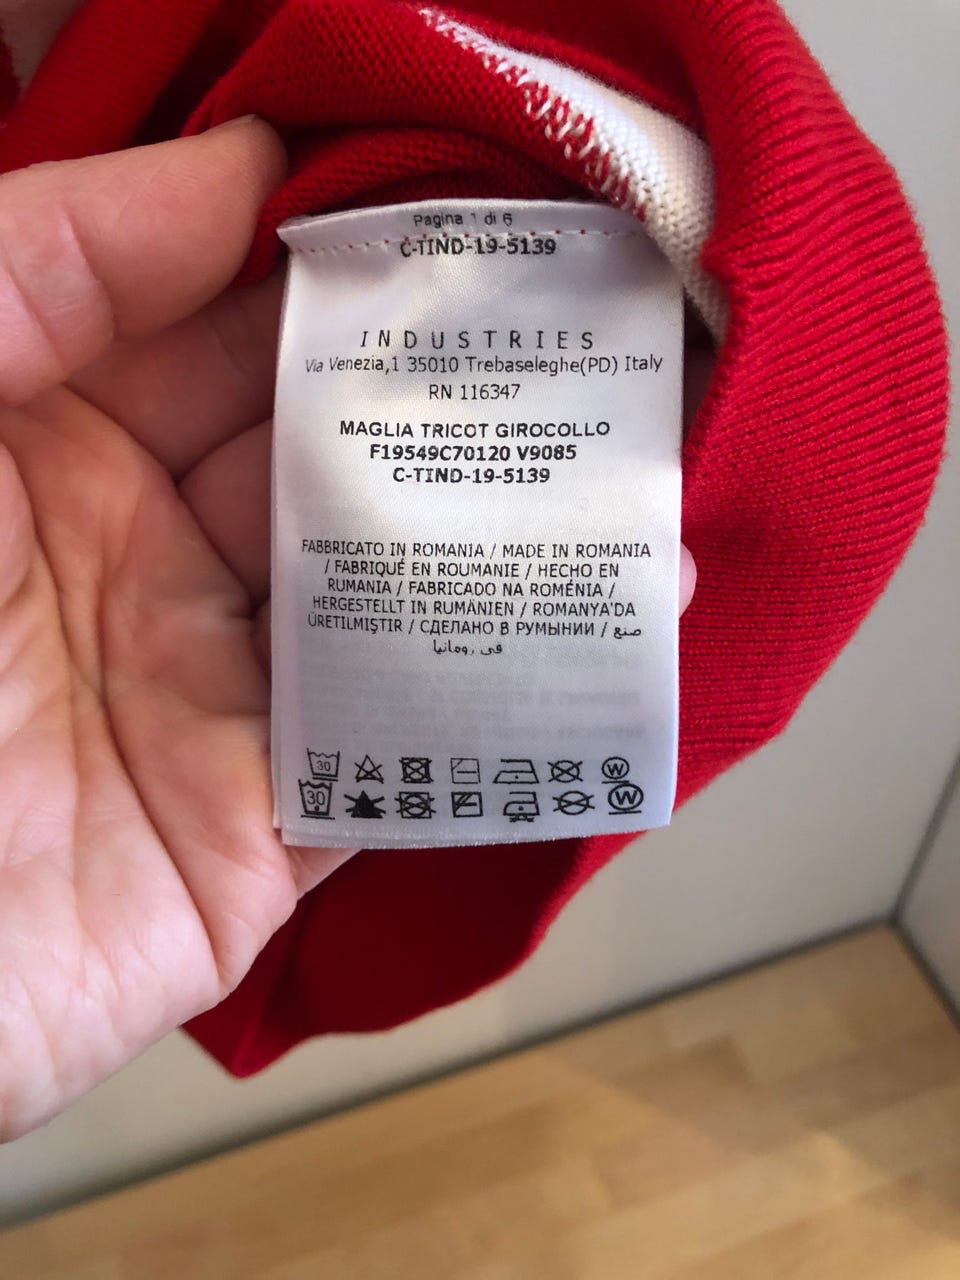 Pagina 1 di 6
C-TIND-19-5139
INDUSTRIES
Via Venezia,1 35010 Trebaseleghe(PD) Italy
RN 116347
MAGLIA TRICOT GIROCOLLO
F19549C70120 V9085
C-TIND-19-5139
FABBRICATO IN ROMANIA / MADE IN ROMANIA
/ FABRIQUÉ EN ROUMANIE / HECHO EN
RUMANIA / FABRICADO NA ROMÉNIA /
HERGESTELLT IN RUMÄNIEN / ROMANYA'DA
ÜRETILMIŞTIR / СДЕЛАНО В РУМЫНИИ / صنع
في رومانيا
30 W
30 W